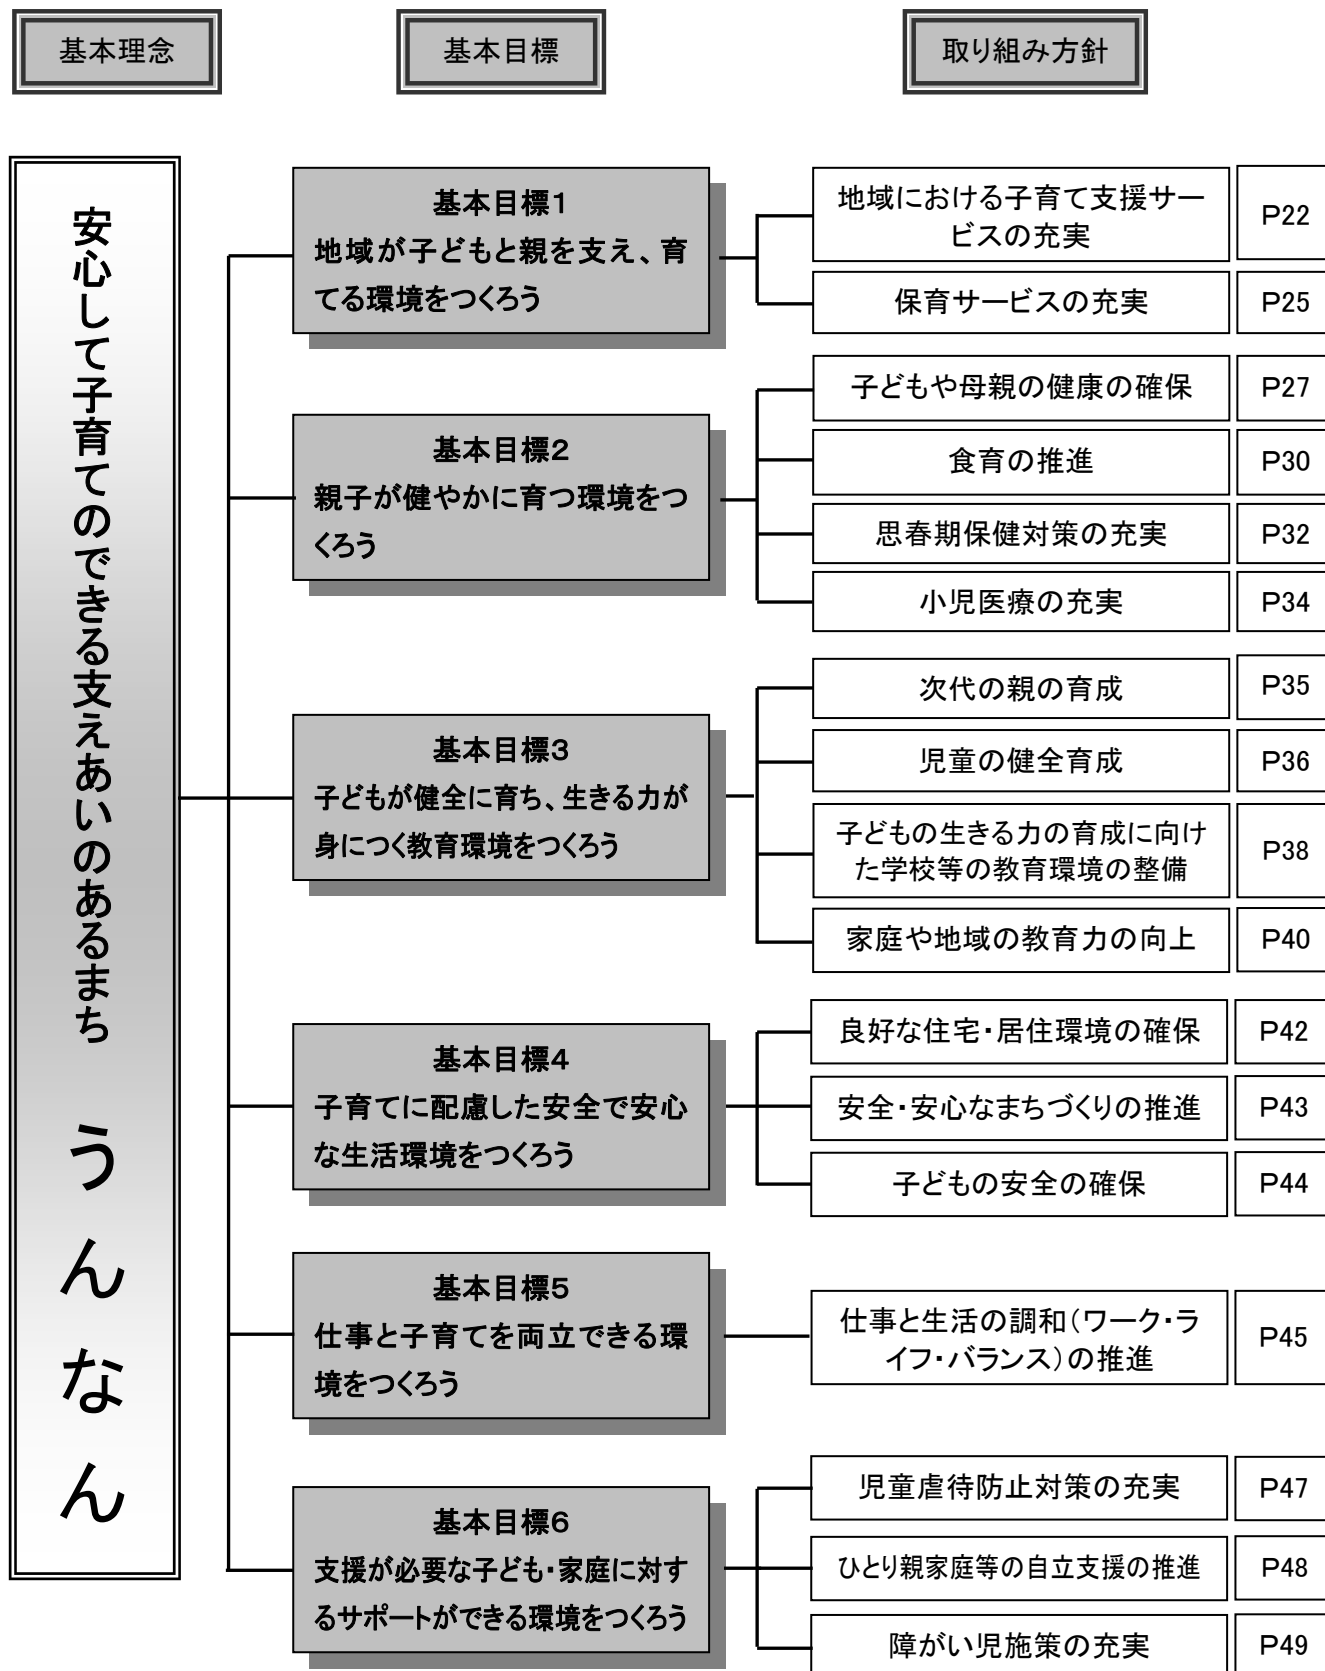 基本理念
基本目標
取り組み方針
安心して子育てのできる支えあいのあるまち うんなん
基本目標1
地域が子どもと親を支え、育
てる環境をつくろう
地域における子育て支援サー
ビスの充実
P22
保育サービスの充実
P25
基本目標2
親子が健やかに育つ環境をつ
くろう
子どもや母親の健康の確保
P27
食育の推進
P30
思春期保健対策の充実
P32
小児医療の充実
P34
基本目標3
子どもが健全に育ち、生きる力が
身につく教育環境をつくろう
次代の親の育成
P35
児童の健全育成
P36
子どもの生きる力の育成に向け
た学校等の教育環境の整備
P38
家庭や地域の教育力の向上
P40
基本目標4
子育てに配慮した安全で安心
な生活環境をつくろう
良好な住宅・居住環境の確保
P42
安全・安心なまちづくりの推進
P43
子どもの安全の確保
P44
基本目標5
仕事と子育てを両立できる環
境をつくろう
仕事と生活の調和(ワーク・ラ
イフ・バランス)の推進
P45
基本目標6
支援が必要な子ども・家庭に対す
るサポートができる環境をつくろう
児童虐待防止対策の充実
P47
ひとり親家庭等の自立支援の推進
P48
障がい児施策の充実
P49